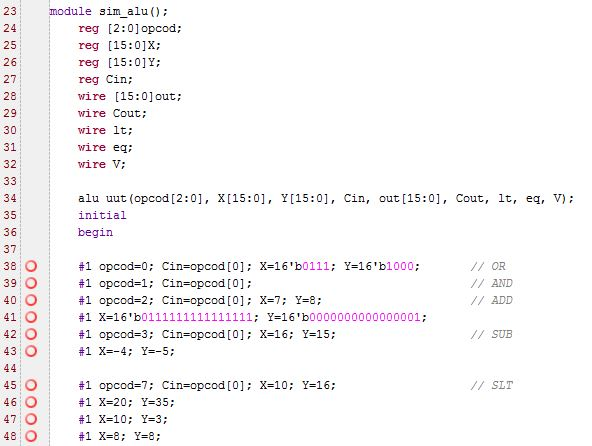 23 module sim_alu();
24 reg [2:0]opcod;
25 reg [15:0]X;
26 reg [15:0]Y;
27 reg Cin;
28 wire [15:0]out;
29 wire Cout;
30 wire lt;
31 wire eq;
32 wire V;
33
34 alu uut(opcod[2:0], X[15:0], Y[15:0], Cin, out[15:0], Cout, lt, eq, V);
35 initial
36 begin
37
38 #1 opcod=0; Cin=opcod[0]; X=16'b0111; Y=16'b1000; // OR
39 #1 opcod=1; Cin=opcod[0]; // AND
40 #1 opcod=2; Cin=opcod[0]; X=7; Y=8; // ADD
41 #1 X=16'b0111111111111111; Y=16'b0000000000000001;
42 #1 opcod=3; Cin=opcod[0]; X=16; Y=15; // SUB
43 #1 X=-4; Y=-5;
44
45 #1 opcod=7; Cin=opcod[0]; X=10; Y=16; // SLT
46 #1 X=20; Y=35;
47 #1 X=10; Y=3;
48 #1 X=8; Y=8;